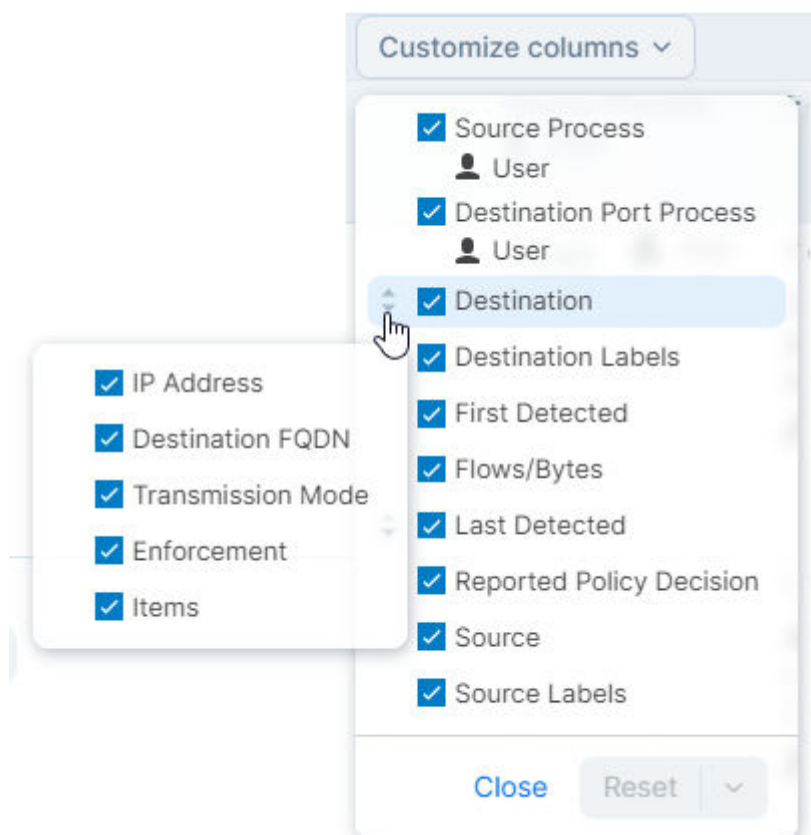 Customize columns
Source Process
User
Destination Port Process
User
Destination
Destination Labels
First Detected
Flows/Bytes
Last Detected
Reported Policy Decision
Source
Source Labels
IP Address
Destination FQDN
Transmission Mode
Enforcement
Items
Close
Reset